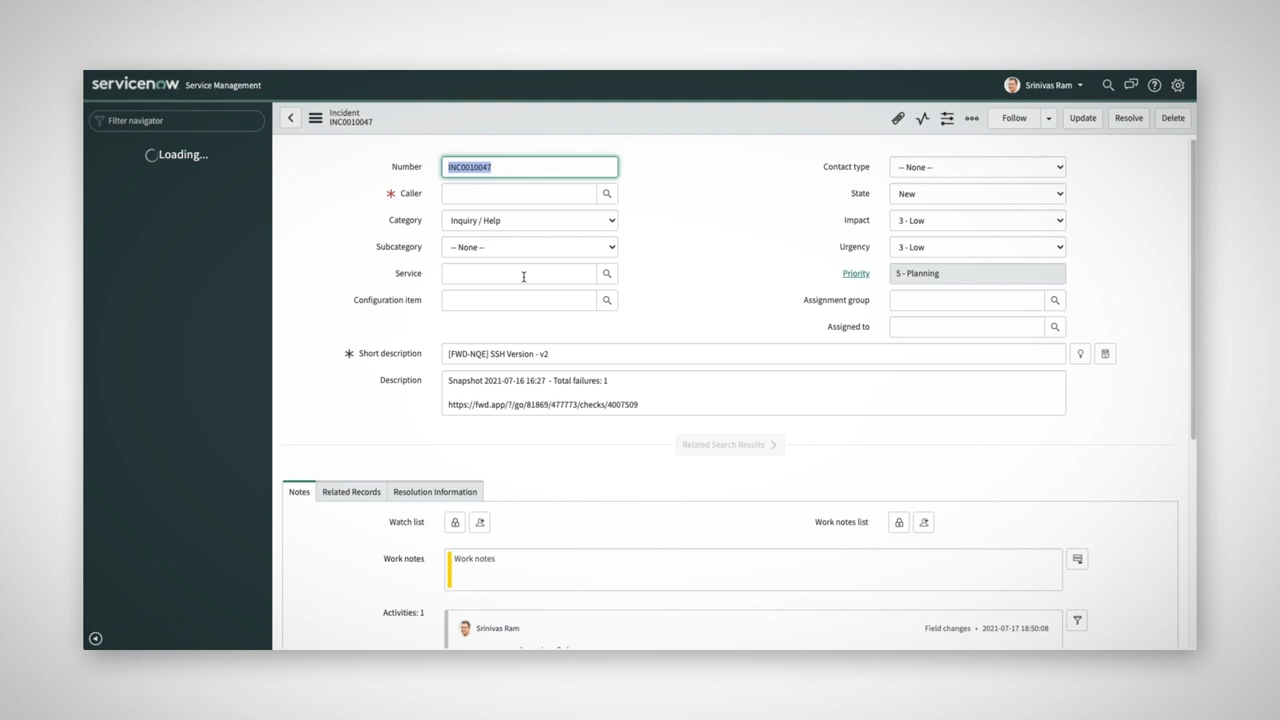 servicenow Service Management
Srinivas Ram
Filter navigator
Loading...
Incident
INC0010047
Follow
Update
Resolve
Delete
Number
INC0010047
Contact type
-- None --
Caller
State
New
Category
Inquiry / Help
Impact
3 - Low
Subcategory
-- None --
Urgency
3 - Low
Service
Priority
5 - Planning
Configuration item
Assignment group
Assigned to
Short description
[FWD-NQE] SSH Version - v2
Description
Snapshot 2021-07-16 16:27 - Total failures: 1
https://fwd.app/?/go/81869/477773/checks/4007509
Related Search Results
Notes
Related Records
Resolution Information
Watch list
Work notes list
Work notes
Work notes
Activities: 1
Srinivas Ram
Field changes • 2021-07-17 18:50:08